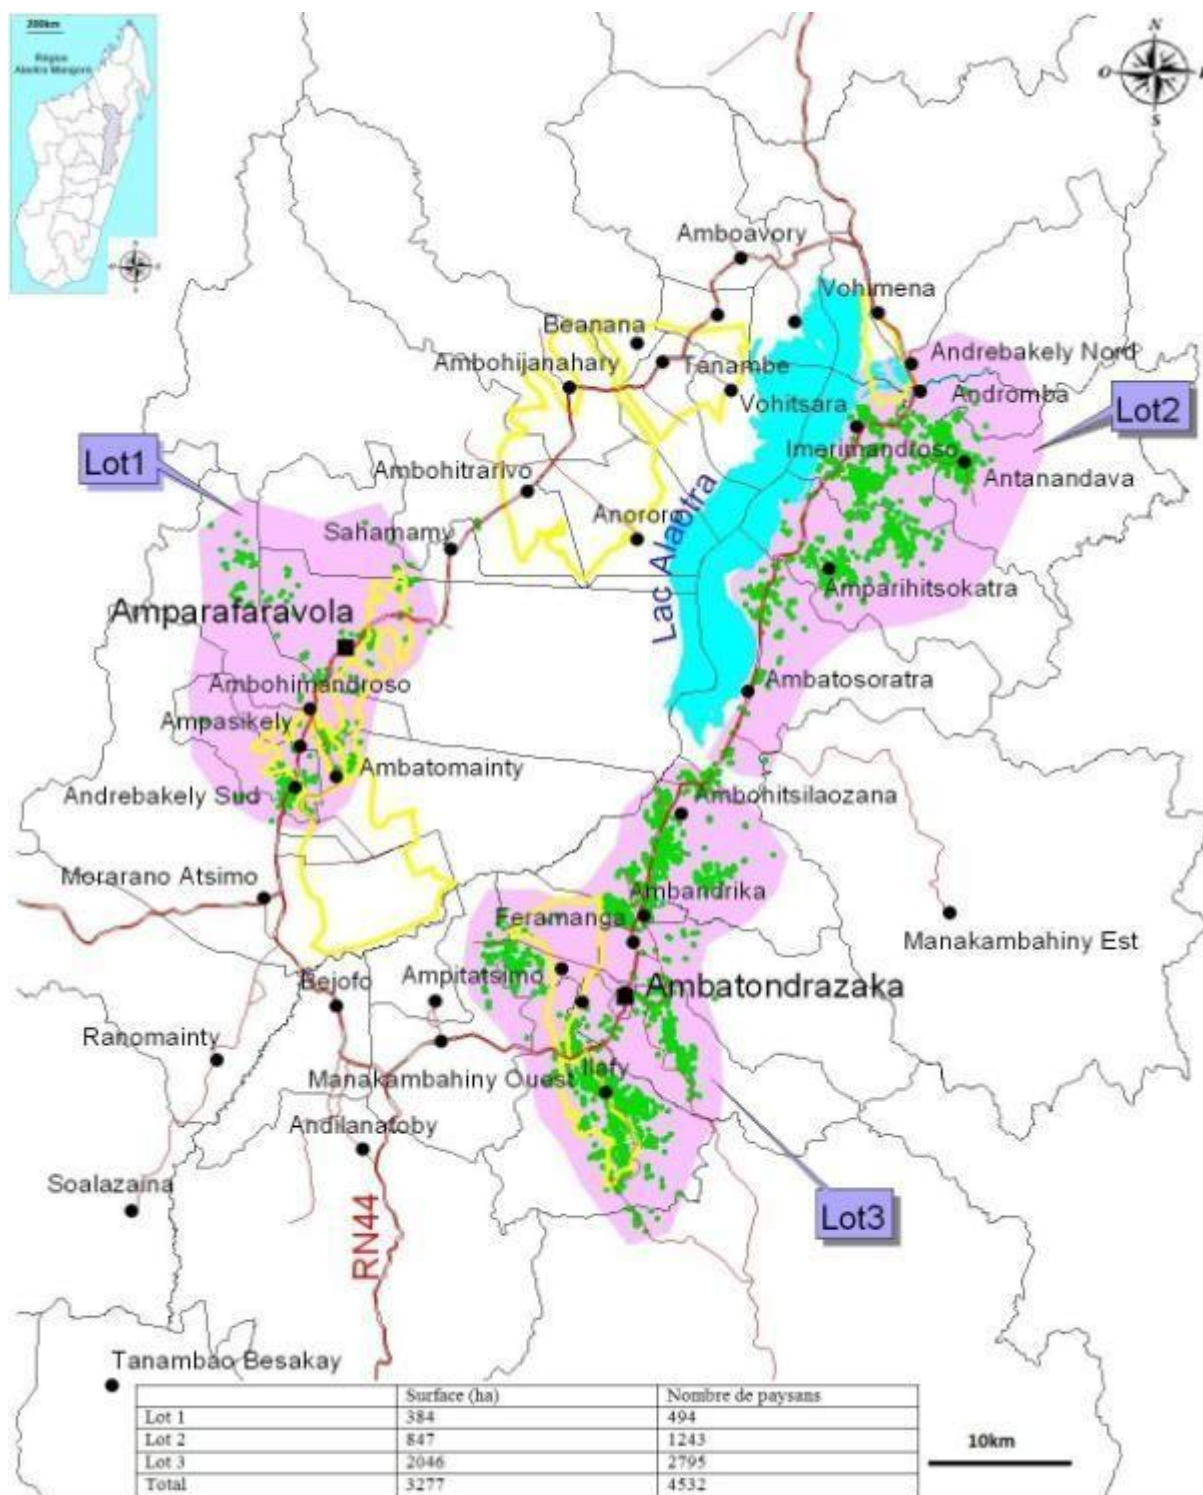 200km
Région
Alaotra Mangoro
N
O
S
Amboavory
Vohimena
Beanana
Andrebakely Nord
Ambohijanahary
Tanambe
Andromba
Vohitsara
Lot2
Imerimandroso
Lot1
Ambohitrarivo
Antanandava
Anororo
Sahamamy
Lac Alaotra
Amparihitsokatra
Amparafaravola
Ambohimandroso
Ambatosoratra
Ampasikely
Ambatomainty
Andrebakely Sud
Ambohitsilaozana
Morarano Atsimo
Ambandrika
Feramanga
Manakambahiny Est
Ampitatsimo
Ambatondrazaka
Bejofo
Ranomainty
Manakambahiny Ouest
Ilafy
Andilanatoby
Soalazaina
Lot3
RN44
Tanambao Besakay
Surface (ha) Nombre de paysans
Lot 1 384 494
Lot 2 847 1243
Lot 3 2046 2795
Total 3277 4532
10km